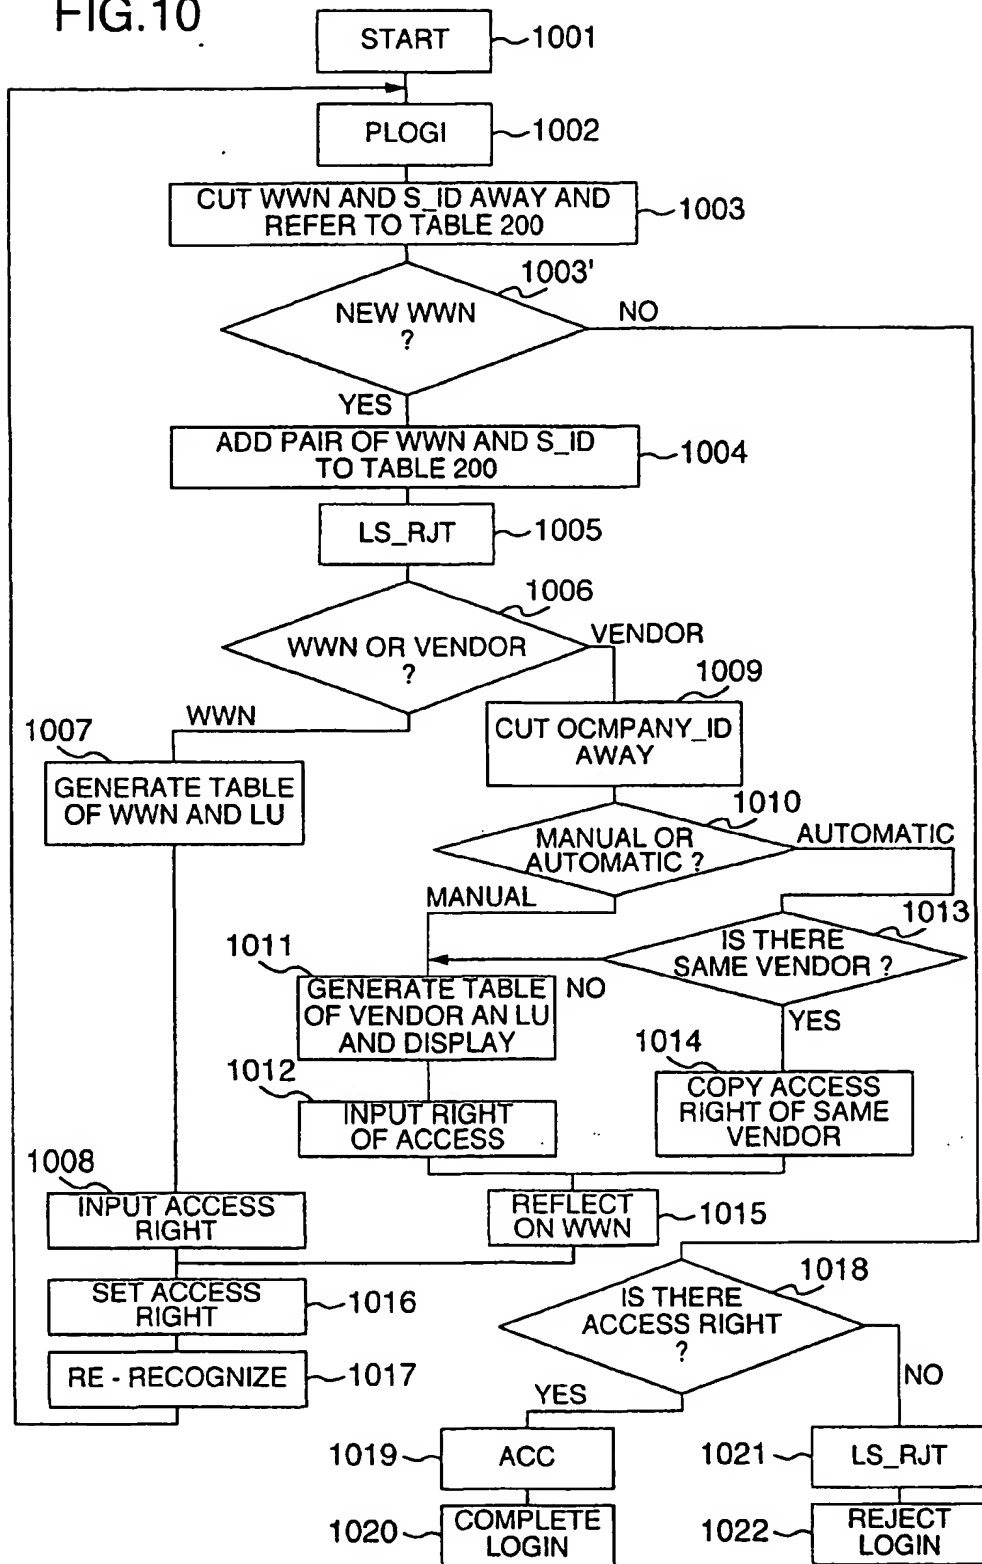 FIG.10
START
1001
PLOGI
1002
CUT WWN AND S_ID AWAY AND
REFER TO TABLE 200
1003
1003'
NEW WWN
?
NO
YES
ADD PAIR OF WWN AND S_ID
TO TABLE 200
1004
LS_RJT
1005
1006
WWN OR VENDOR
?
VENDOR
WWN
1007
GENERATE TABLE
OF WWN AND LU
1009
CUT OCMPANY_ID
AWAY
1010
MANUAL OR
AUTOMATIC ?
AUTOMATIC
MANUAL
1013
IS THERE
SAME VENDOR ?
NO
YES
1011
GENERATE TABLE
OF VENDOR AN LU
AND DISPLAY
1014
COPY ACCESS
RIGHT OF SAME
VENDOR
1012
INPUT RIGHT
OF ACCESS
1008
INPUT ACCESS
RIGHT
REFLECT
ON WWN
1015
SET ACCESS
RIGHT
1016
RE - RECOGNIZE
1017
1018
IS THERE
ACCESS RIGHT
?
YES
NO
1019
ACC
1021
LS_RJT
1020
COMPLETE
LOGIN
1022
REJECT
LOGIN